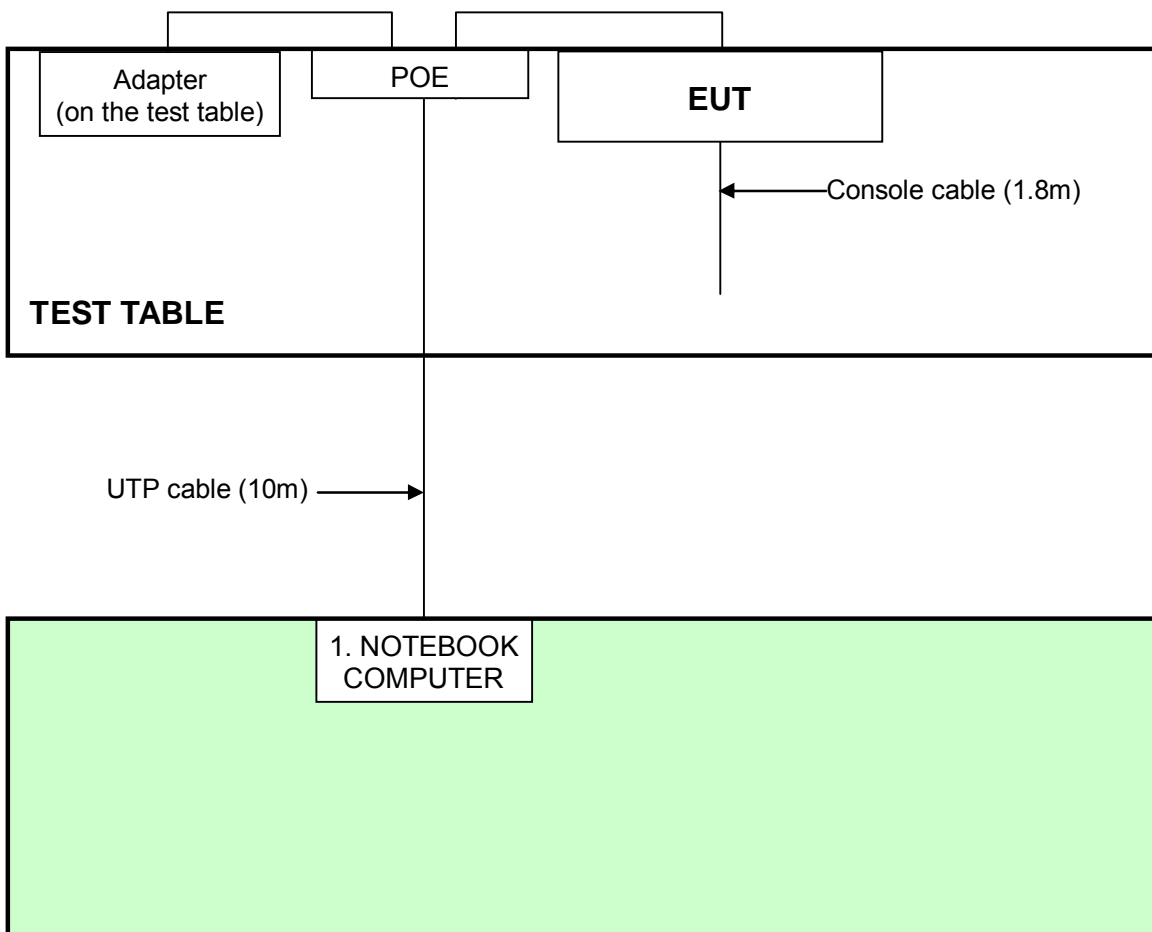 Adapter
(on the test table)
POE
EUT
Console cable (1.8m)
TEST TABLE
UTP cable (10m)
1. NOTEBOOK
COMPUTER